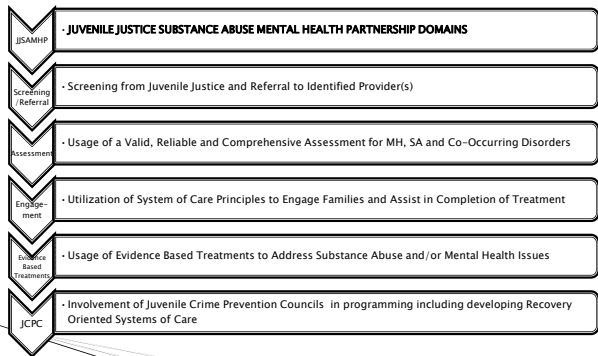 JJSAMHP
· JUVENILE JUSTICE SUBSTANCE ABUSE MENTAL HEALTH PARTNERSHIP DOMAINS
Screening
/Referral
· Screening from Juvenile Justice and Referral to Identified Provider(s)
Assessment
· Usage of a Valid, Reliable and Comprehensive Assessment for MH, SA and Co-Occurring Disorders
Engage-
ment
· Utilization of System of Care Principles to Engage Families and Assist in Completion of Treatment
Evidence
Based
Treatments
· Usage of Evidence Based Treatments to Address Substance Abuse and/or Mental Health Issues
JCPC
· Involvement of Juvenile Crime Prevention Councils in programming including developing Recovery
Oriented Systems of Care